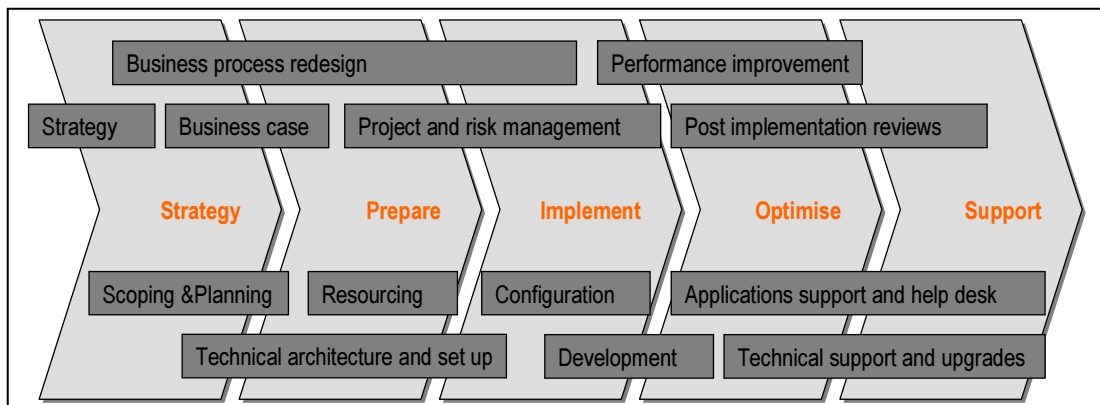 Business process redesign
Performance improvement
Strategy
Business case
Project and risk management
Post implementation reviews
Strategy
Prepare
Implement
Optimise
Support
Scoping &Planning
Resourcing
Configuration
Applications support and help desk
Technical architecture and set up
Development
Technical support and upgrades